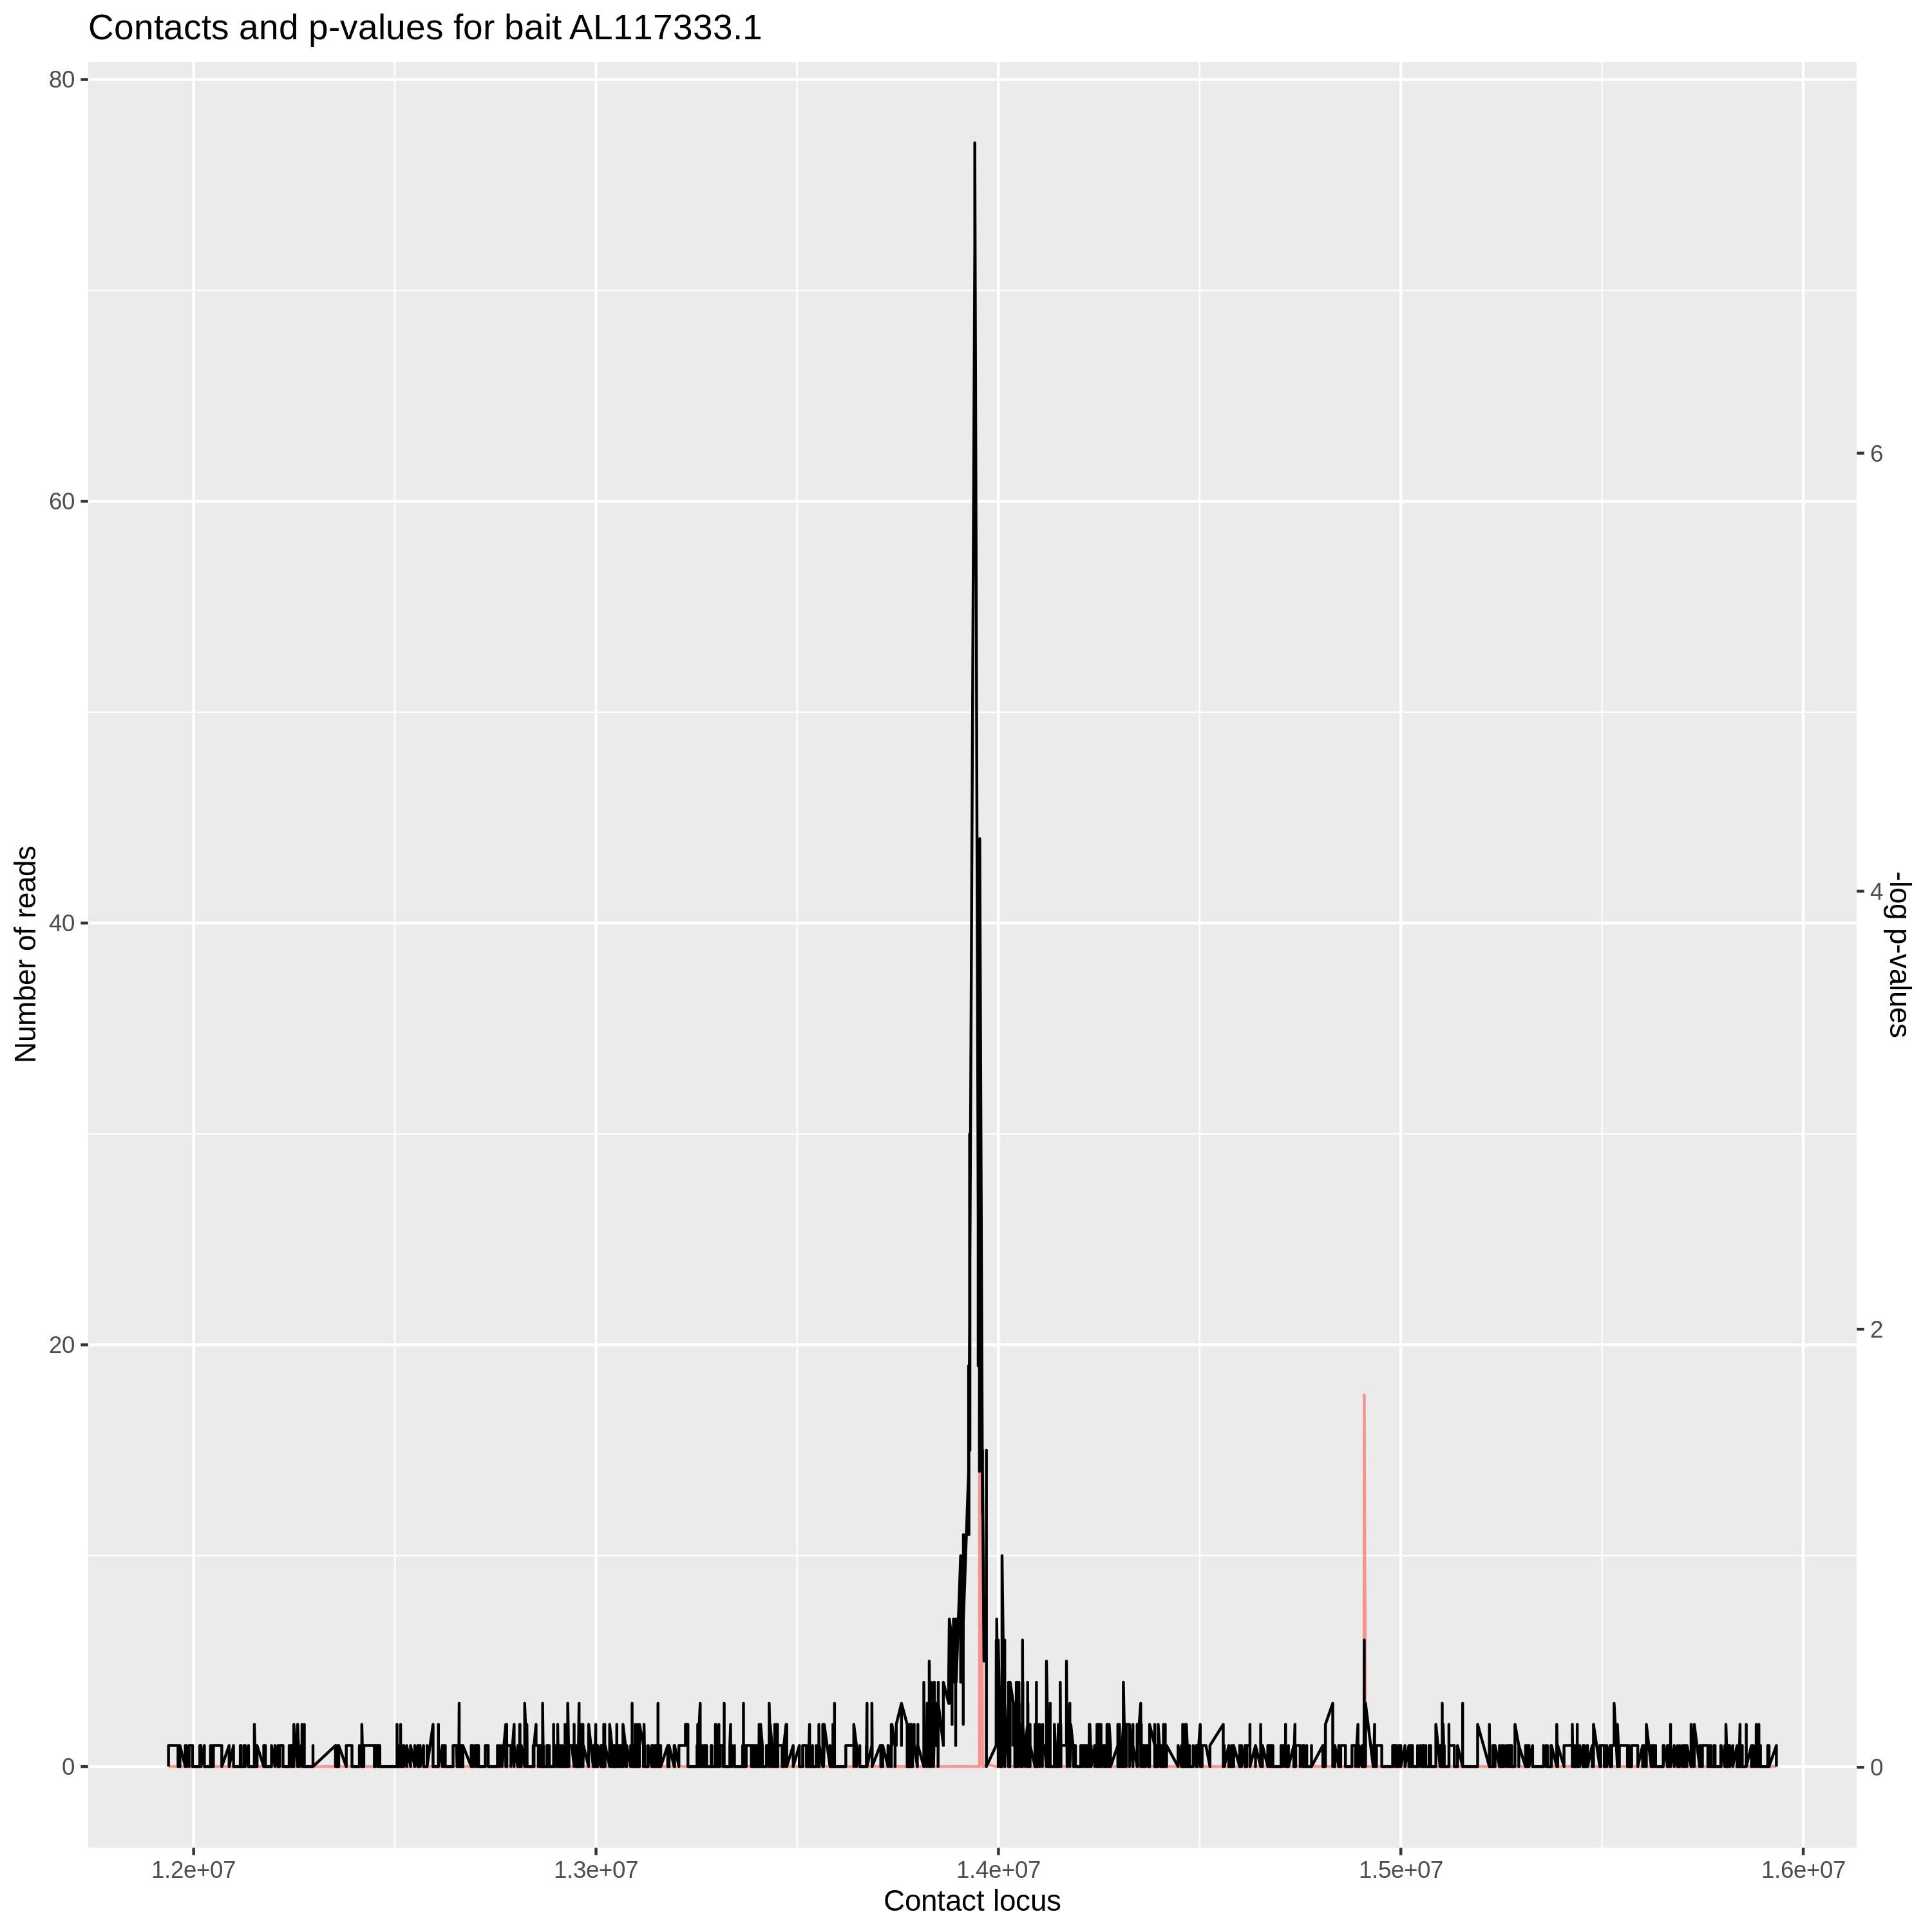 Contacts and p-values for bait AL117333.1
80
60
40
20
0
Number of reads
6
4
2
0
-log p-values
1.2e+07
1.3e+07
1.4e+07
1.5e+07
1.6e+07
Contact locus